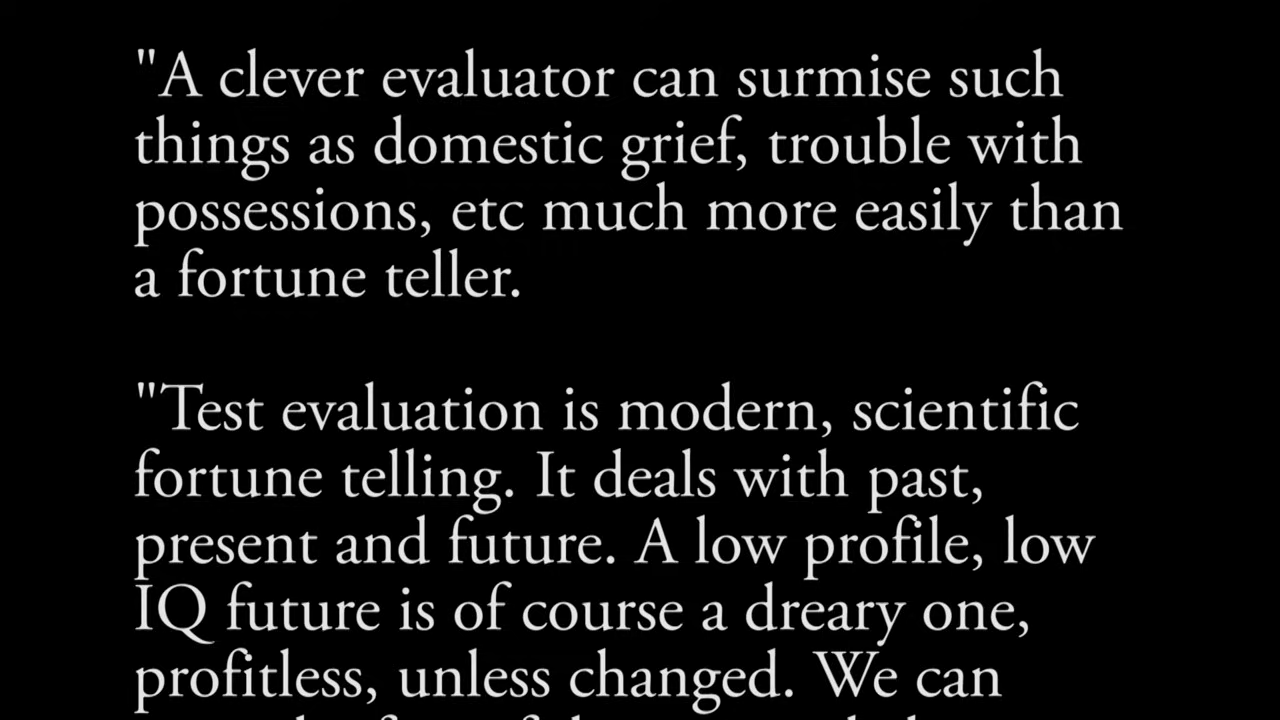 "A clever evaluator can surmise such
things as domestic grief, trouble with
possessions, etc much more easily than
a fortune teller.
"Test evaluation is modern, scientific
fortune telling. It deals with past,
present and future. A low profile, low
IQ future is of course a dreary one,
profitless, unless changed. We can